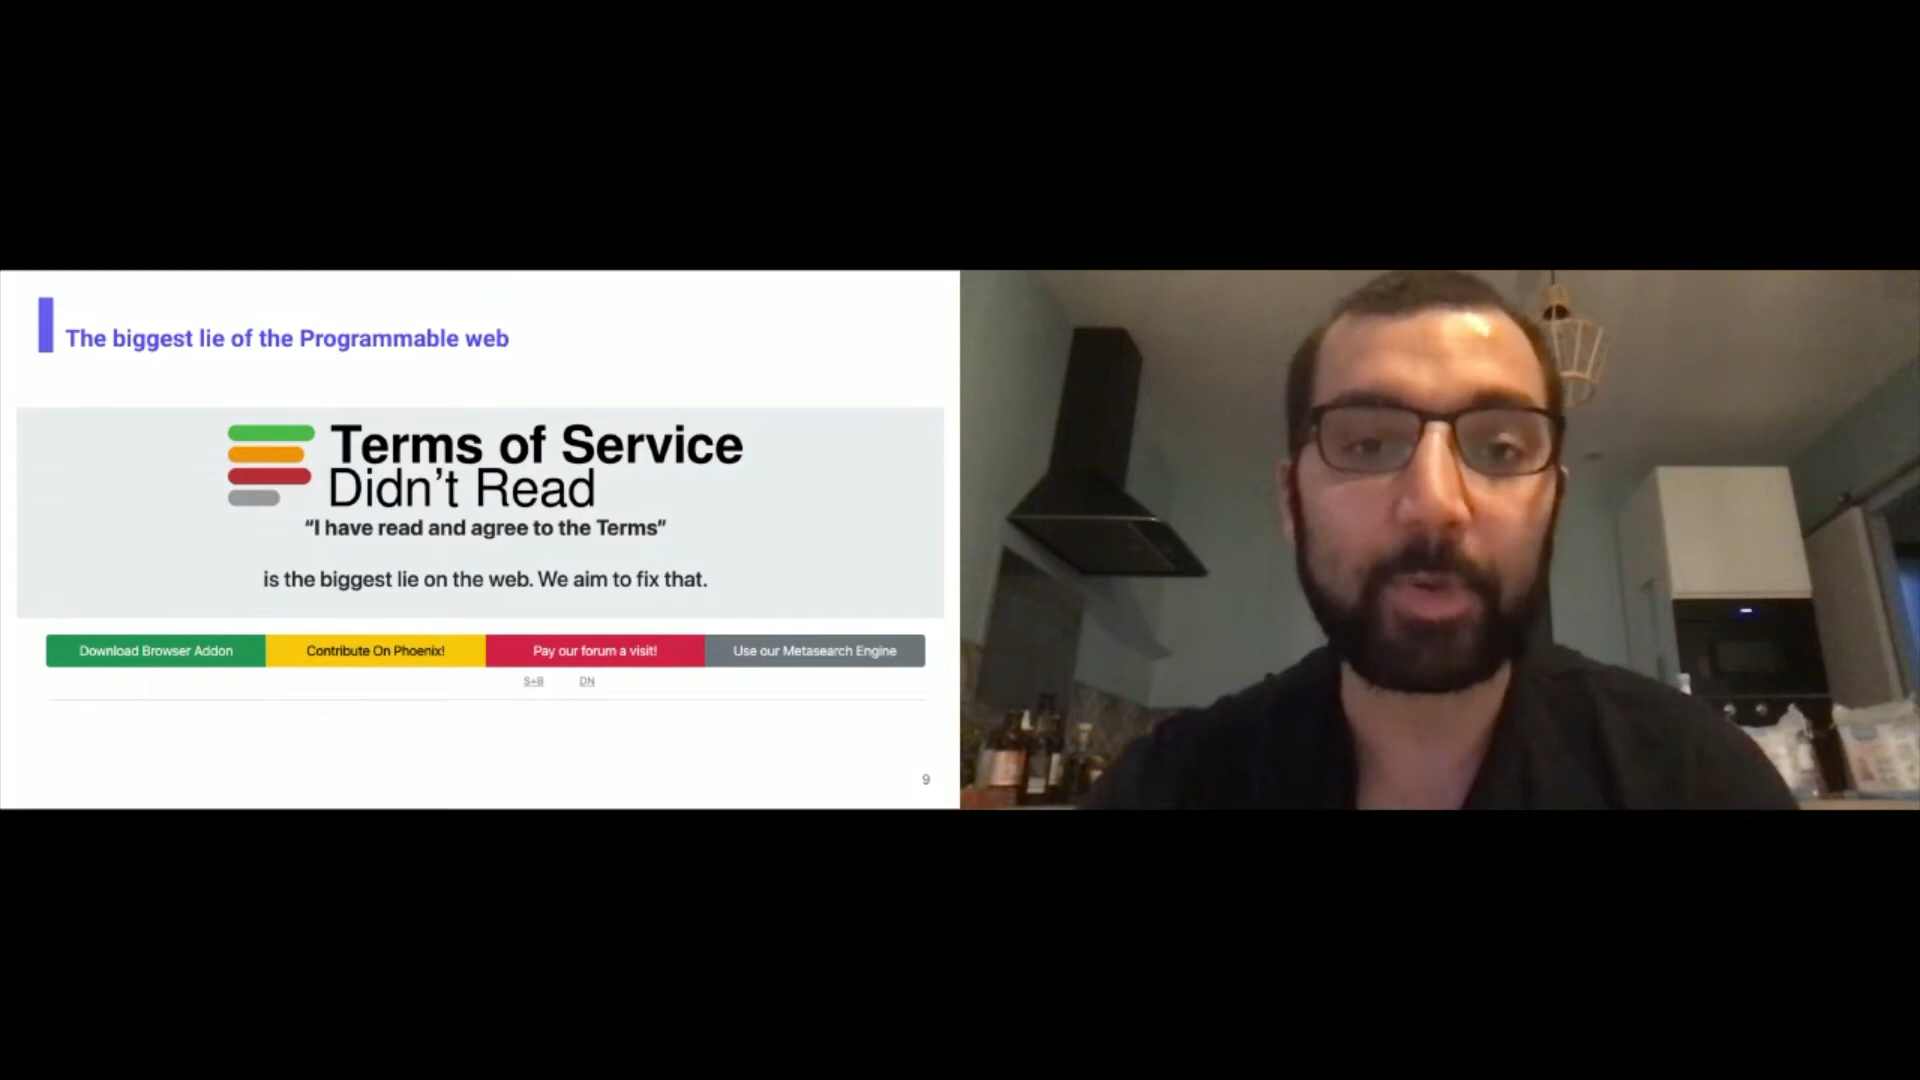 The biggest lie of the Programmable web
Terms of Service
Didn't Read
“I have read and agree to the Terms”
is the biggest lie on the web. We aim to fix that.
Download Browser Addon
Contribute On Phoenix!
Pay our forum a visit!
Use our Metasearch Engine
S+B
DN
9